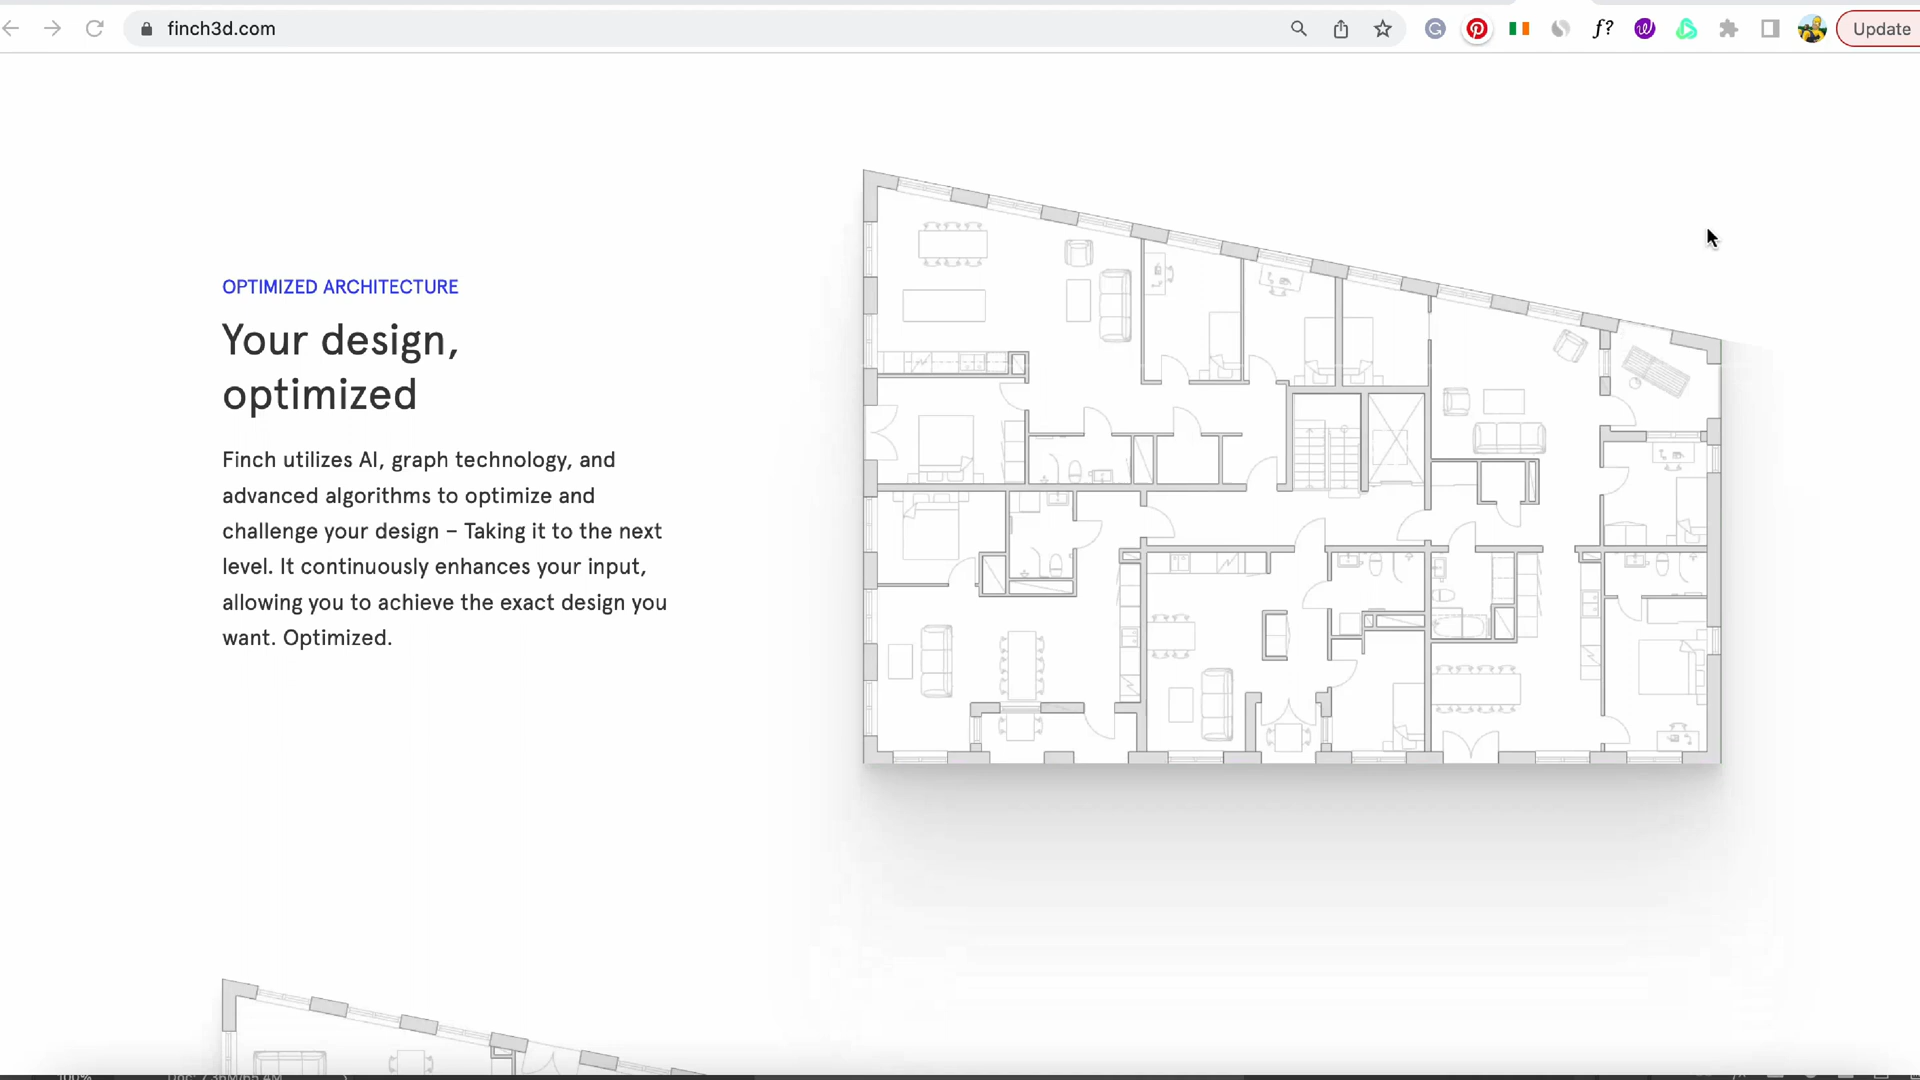 finch3d.com
Update
OPTIMIZED ARCHITECTURE
Your design,
optimized
Finch utilizes AI, graph technology, and
advanced algorithms to optimize and
challenge your design – Taking it to the next
level. It continuously enhances your input,
allowing you to achieve the exact design you
want. Optimized.